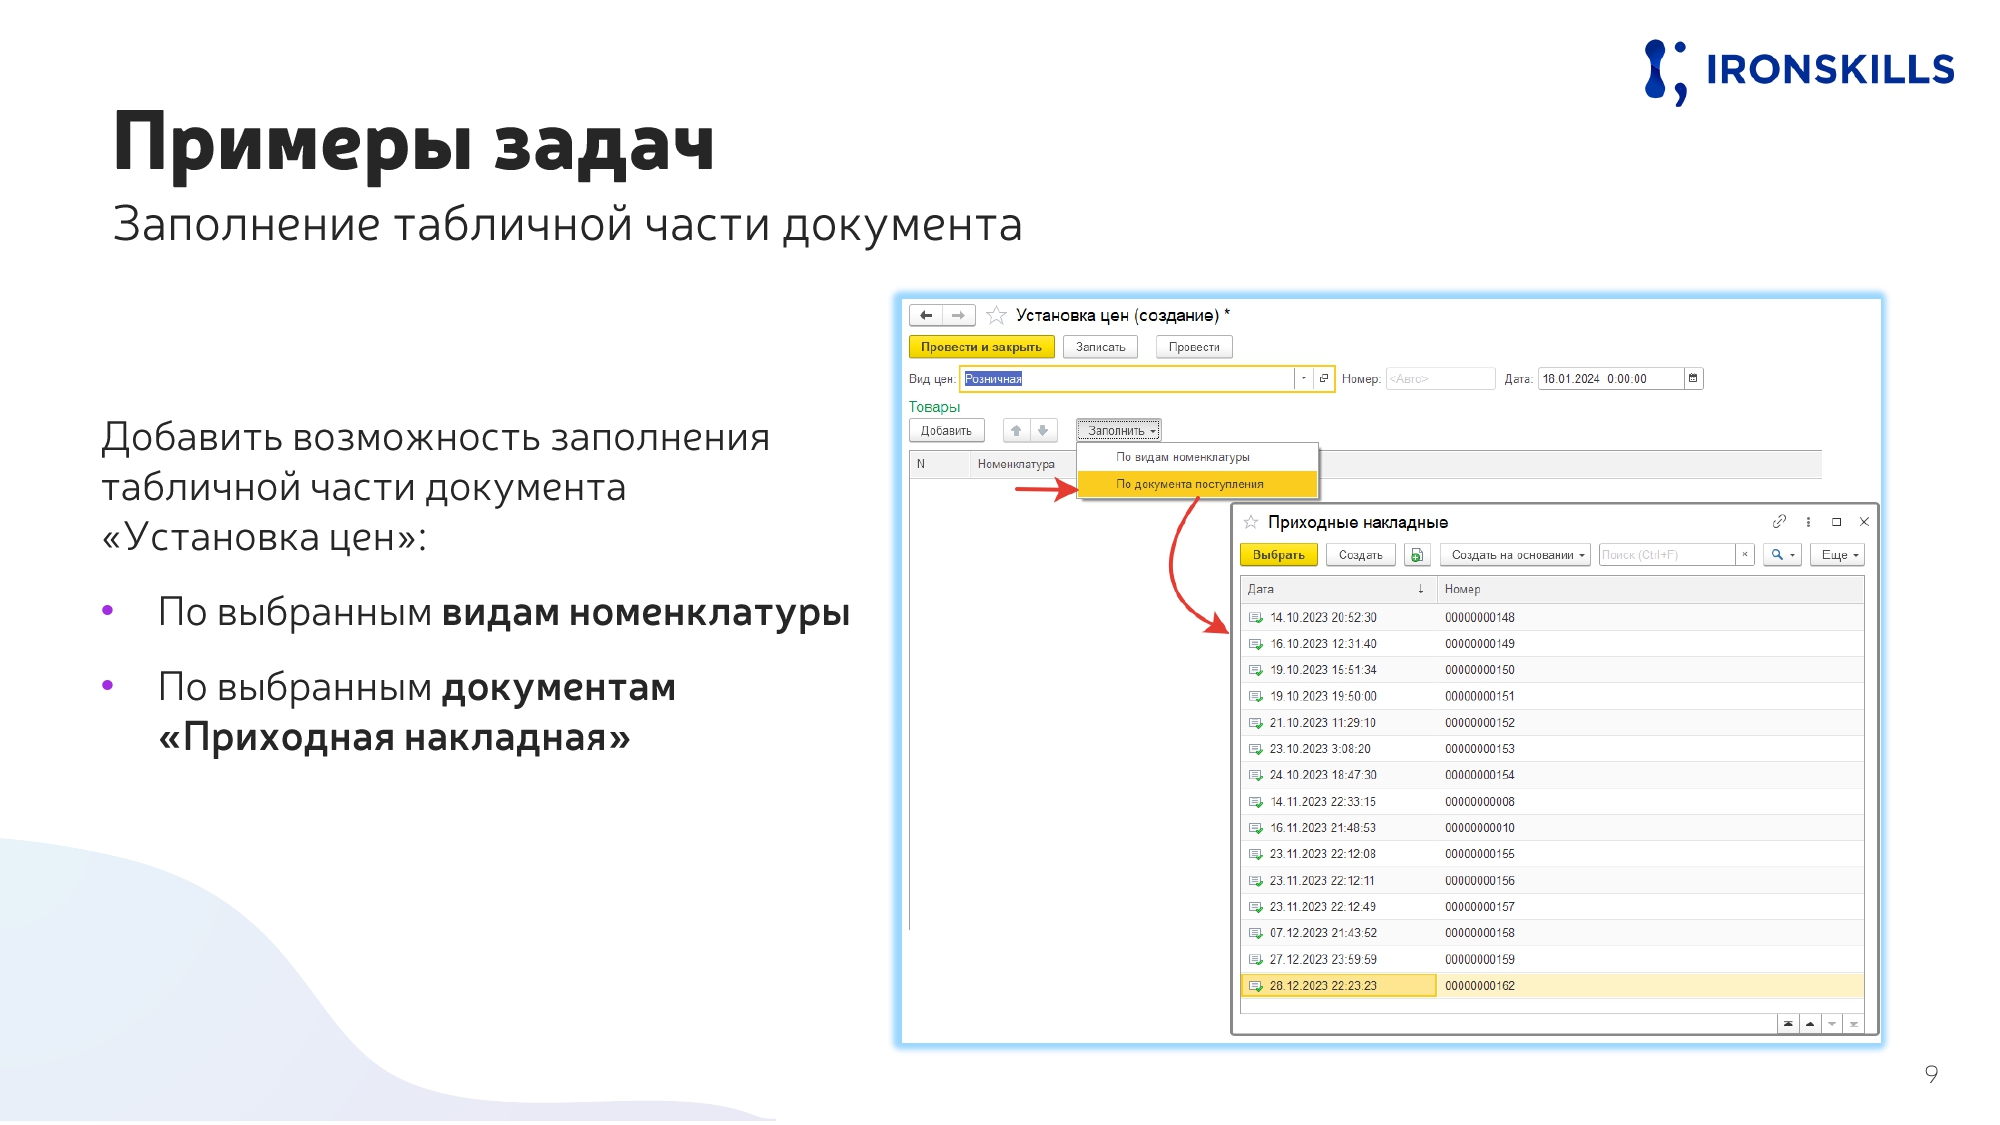 IRONSKILLS
Примеры задач
Заполнение табличной части документа
Добавить возможность заполнения
табличной части документа
«Установка цен»:
• По выбранным видам номенклатуры
• По выбранным документам
«Приходная накладная»
Установка цен (создание) *
Провести и закрыть Записать Провести
Вид цен: Розничная Номер: <Авто> Дата: 18.01.2024 0:00:00
Товары
Добавить Заполнить
N Номенклатура
По видам номенклатуры
По документа поступления
Приходные накладные
Выбрать Создать Создать на основании Поиск (Ctrl+F) × Еще
Дата ↓ Номер
14.10.2023 20:52:30 00000000148
16.10.2023 12:31:40 00000000149
19.10.2023 15:51:34 00000000150
19.10.2023 19:50:00 00000000151
21.10.2023 11:29:10 00000000152
23.10.2023 3:08:20 00000000153
24.10.2023 18:47:30 00000000154
14.11.2023 22:33:15 00000000008
16.11.2023 21:48:53 00000000010
23.11.2023 22:12:08 00000000155
23.11.2023 22:12:11 00000000156
23.11.2023 22:12:49 00000000157
07.12.2023 21:43:52 00000000158
27.12.2023 23:59:59 00000000159
28.12.2023 22:23:23 00000000162
9